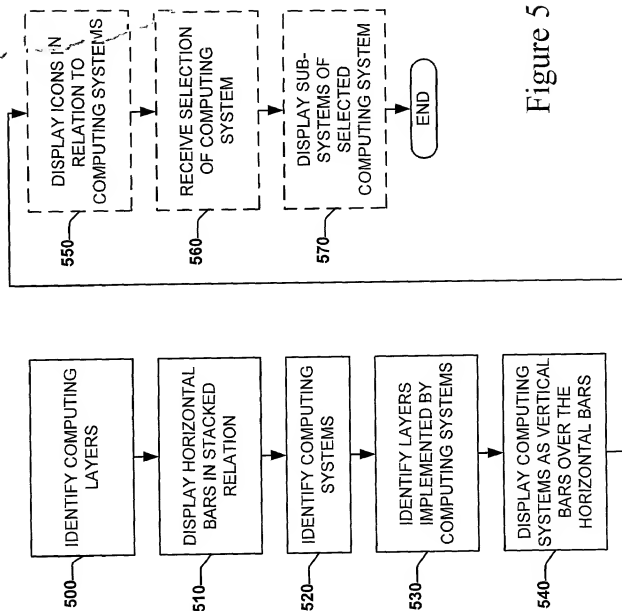 500
IDENTIFY COMPUTING
LAYERS
510
DISPLAY HORIZONTAL
BARS IN STACKED
RELATION
520
IDENTIFY COMPUTING
SYSTEMS
530
IDENTIFY LAYERS
IMPLEMENTED BY
COMPUTING SYSTEMS
540
DISPLAY COMPUTING
SYSTEMS AS VERTICAL
BARS OVER THE
HORIZONTAL BARS
550
DISPLAY ICONS IN
RELATION TO
COMPUTING SYSTEMS
560
RECEIVE SELECTION
OF COMPUTING
SYSTEM
570
DISPLAY SUB-
SYSTEMS OF
SELECTED
COMPUTING SYSTEM
END
Figure 5